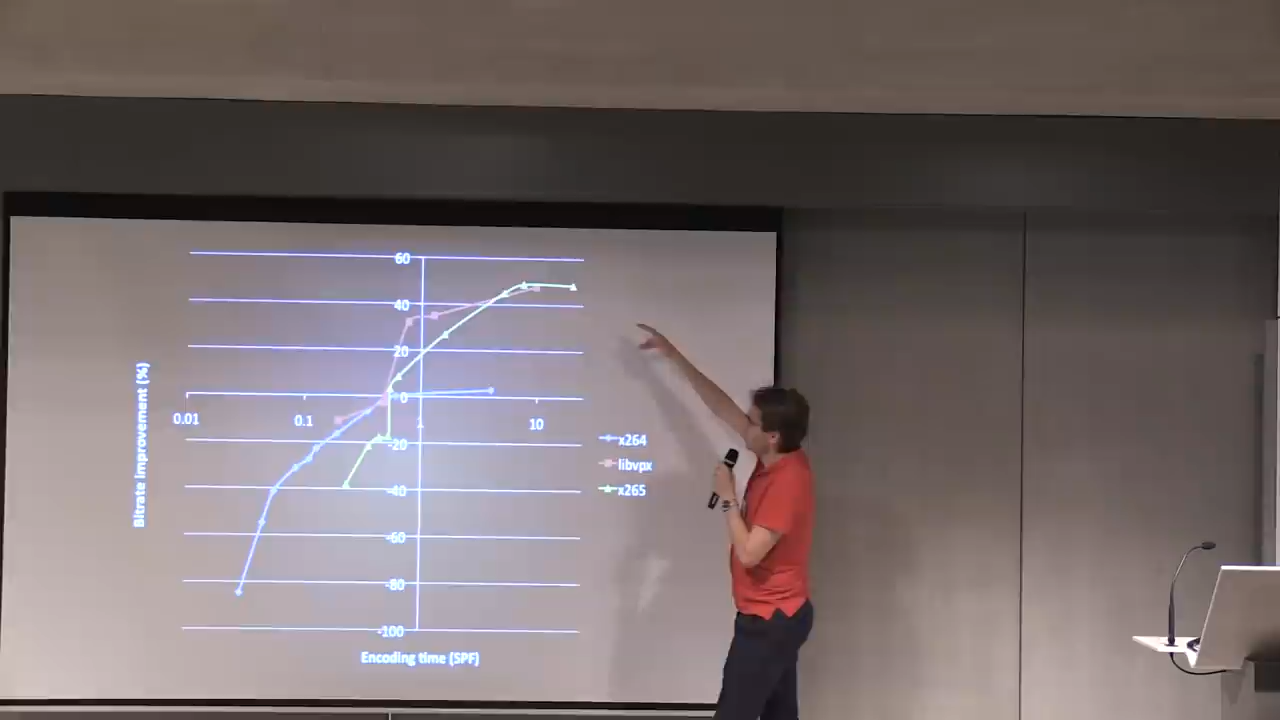 60
40
20
0
0.01
0.1
1
10
-20
-40
-60
-80
-100
Bitrate improvement (%)
Encoding time (SPF)
x264
libvpx
x265